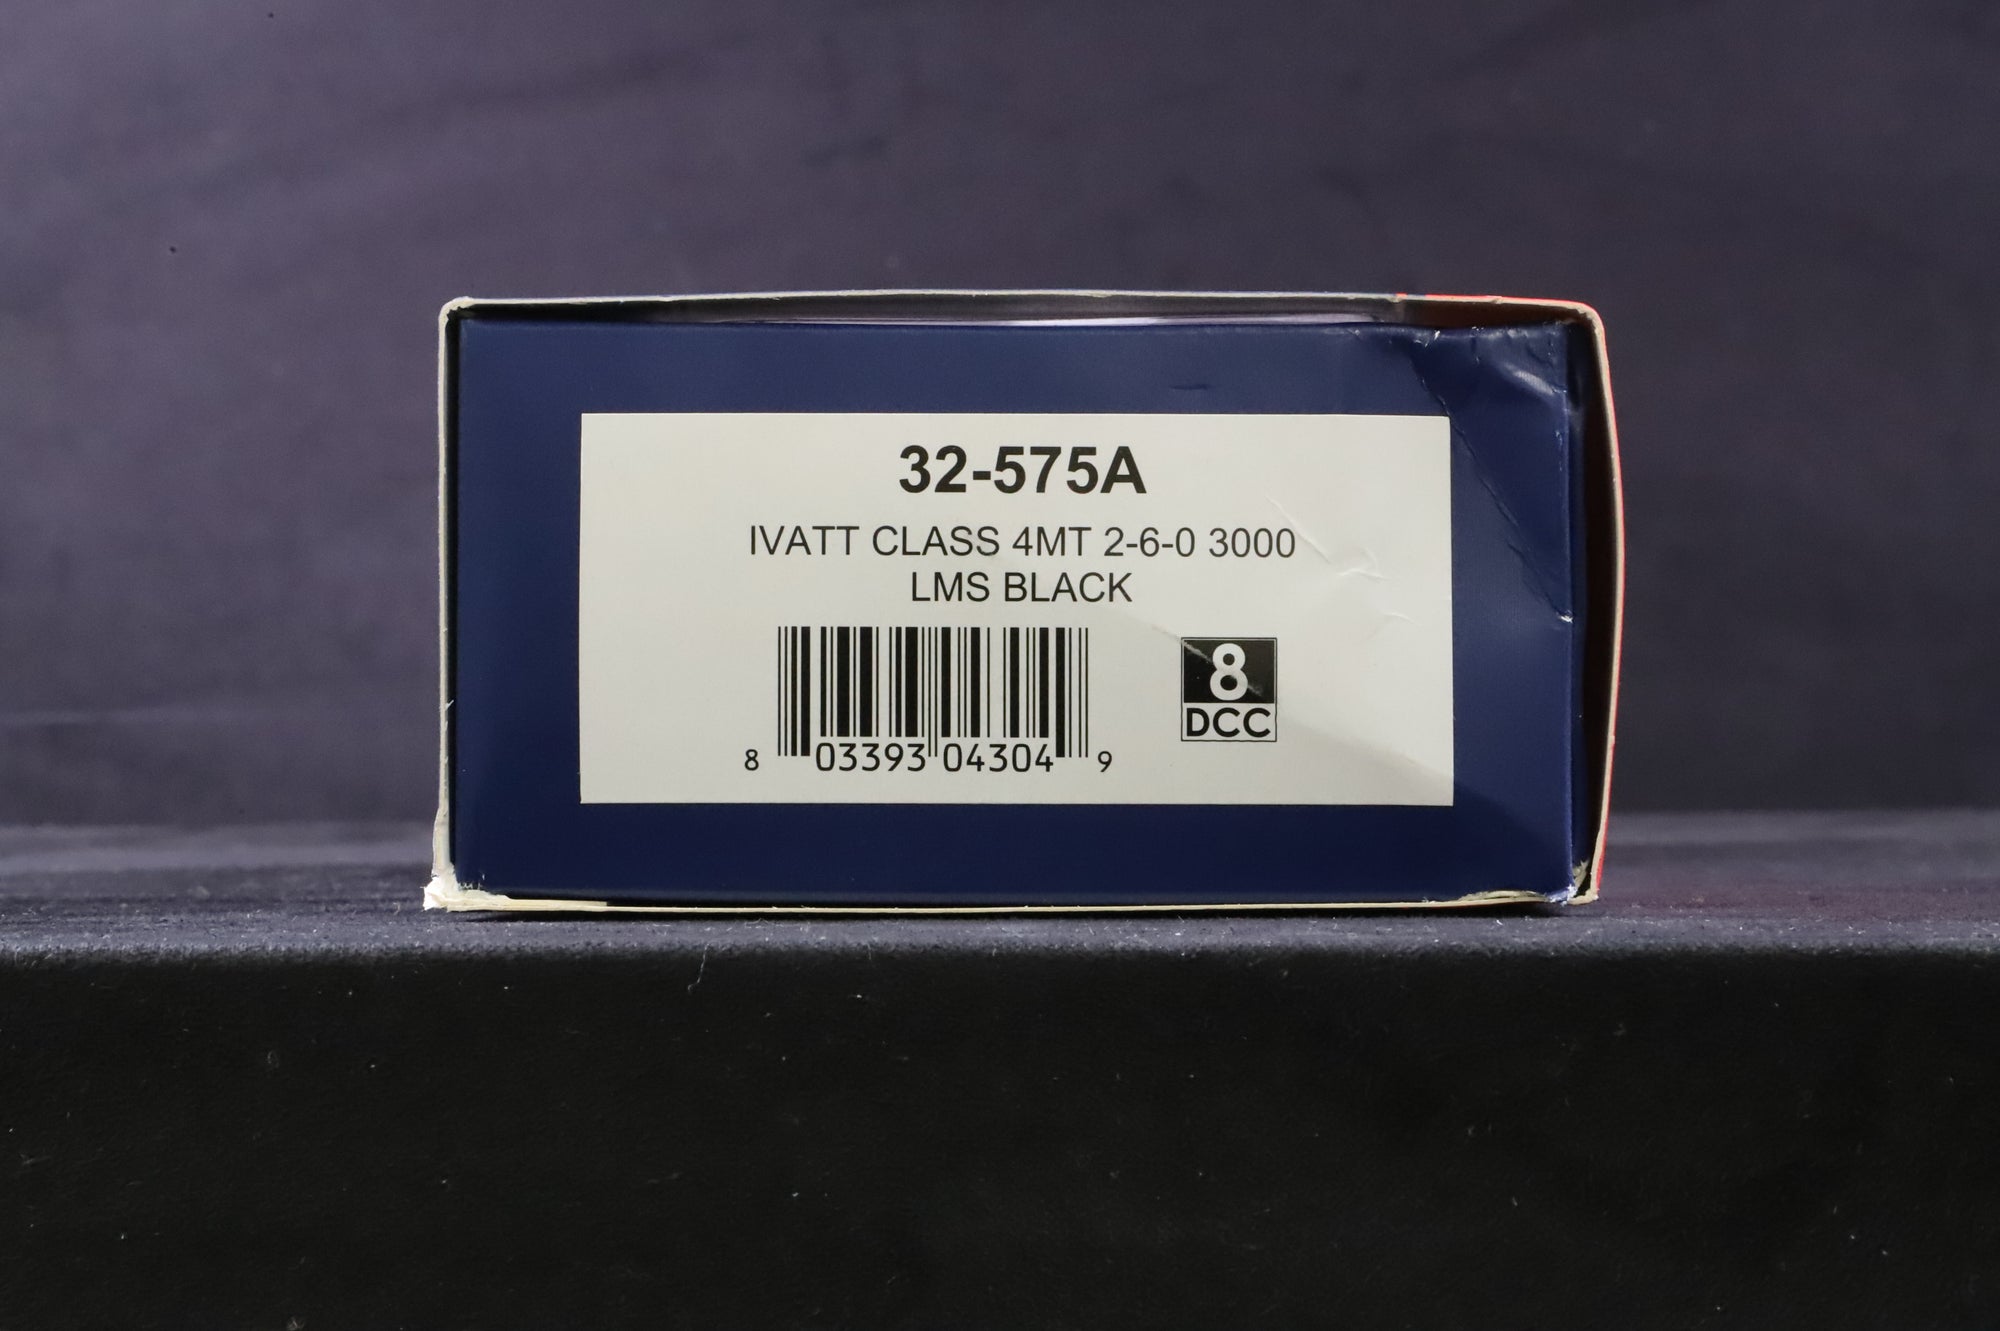 32-575A
IVATT CLASS 4MT 2-6-0 3000
LMS BLACK
8
DCC
8 03393 04304 9